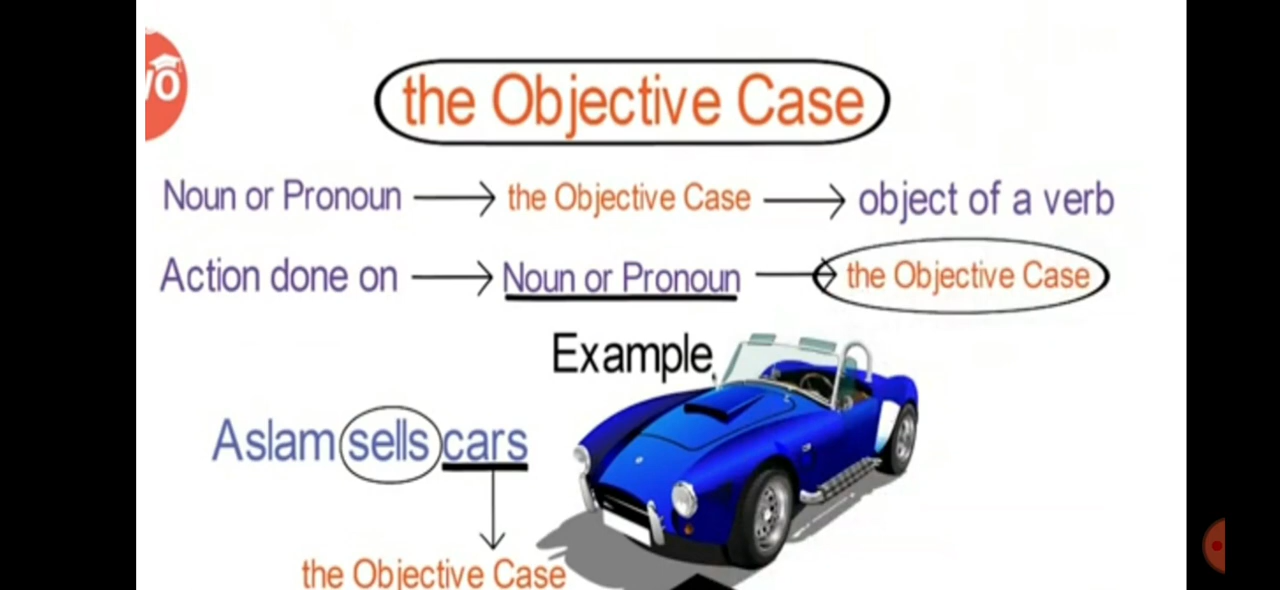 the Objective Case
Noun or Pronoun → the Objective Case → object of a verb
Action done on → Noun or Pronoun → the Objective Case
Example
Aslam sells cars
the Objective Case